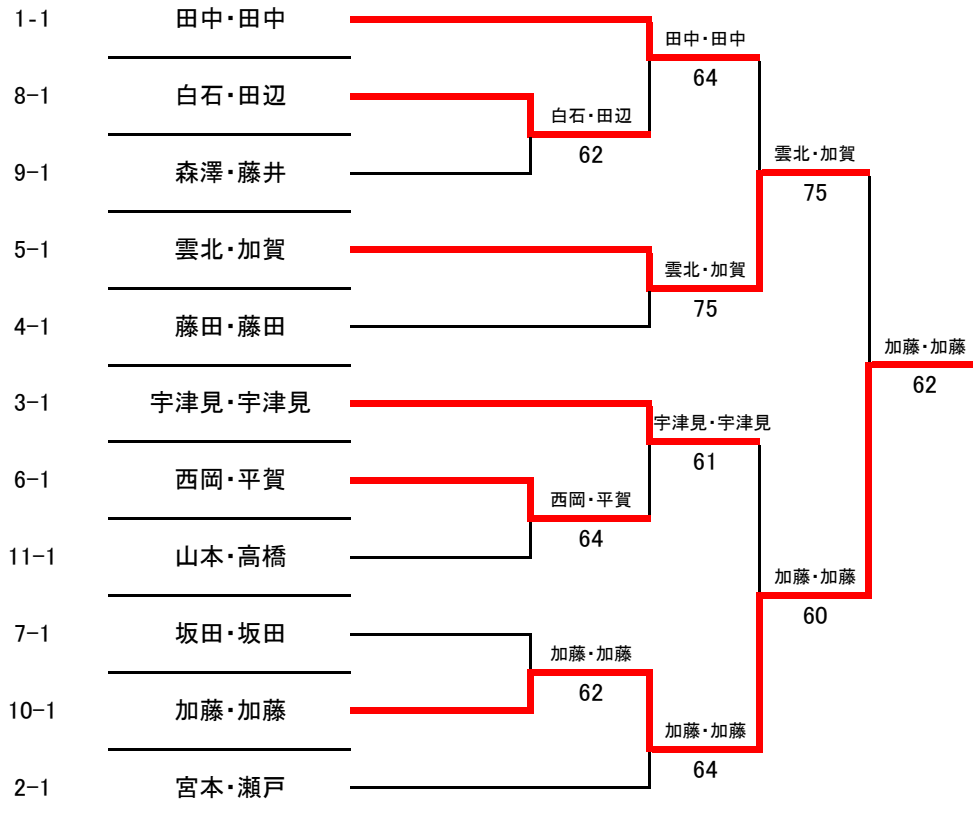 1-1 田中・田中
田中・田中
64
8-1 白石・田辺
白石・田辺
62
9-1 森澤・藤井
雲北・加賀
75
5-1 雲北・加賀
雲北・加賀
75
4-1 藤田・藤田
加藤・加藤
62
3-1 宇津見・宇津見
宇津見・宇津見
61
6-1 西岡・平賀
西岡・平賀
64
11-1 山本・高橋
加藤・加藤
60
7-1 坂田・坂田
加藤・加藤
62
10-1 加藤・加藤
加藤・加藤
64
2-1 宮本・瀬戸